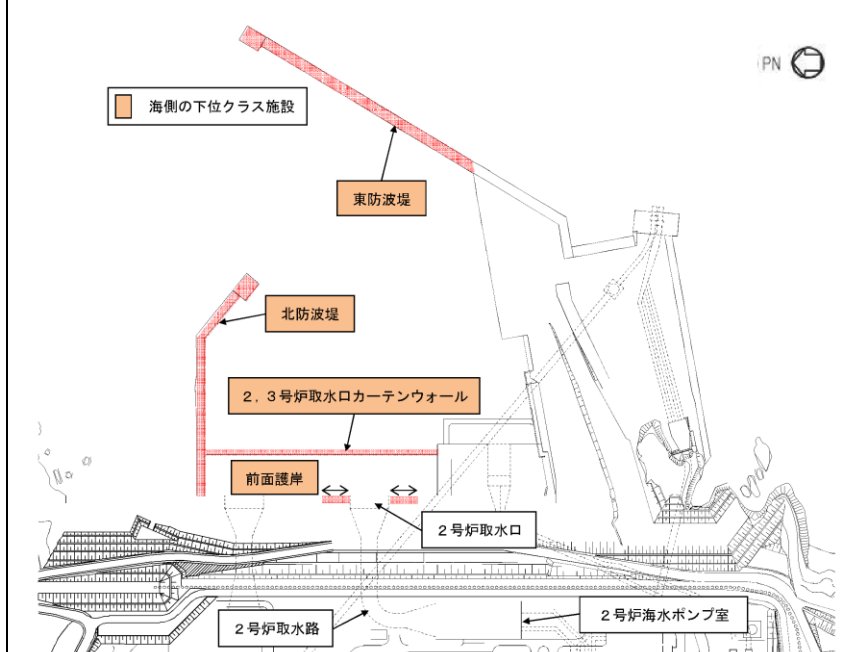 PN
海側の下位クラス施設
東防波堤
北防波堤
2,3号炉取水口カーテンウォール
前面護岸
2号炉取水口
2号炉取水路
2号炉海水ポンプ室